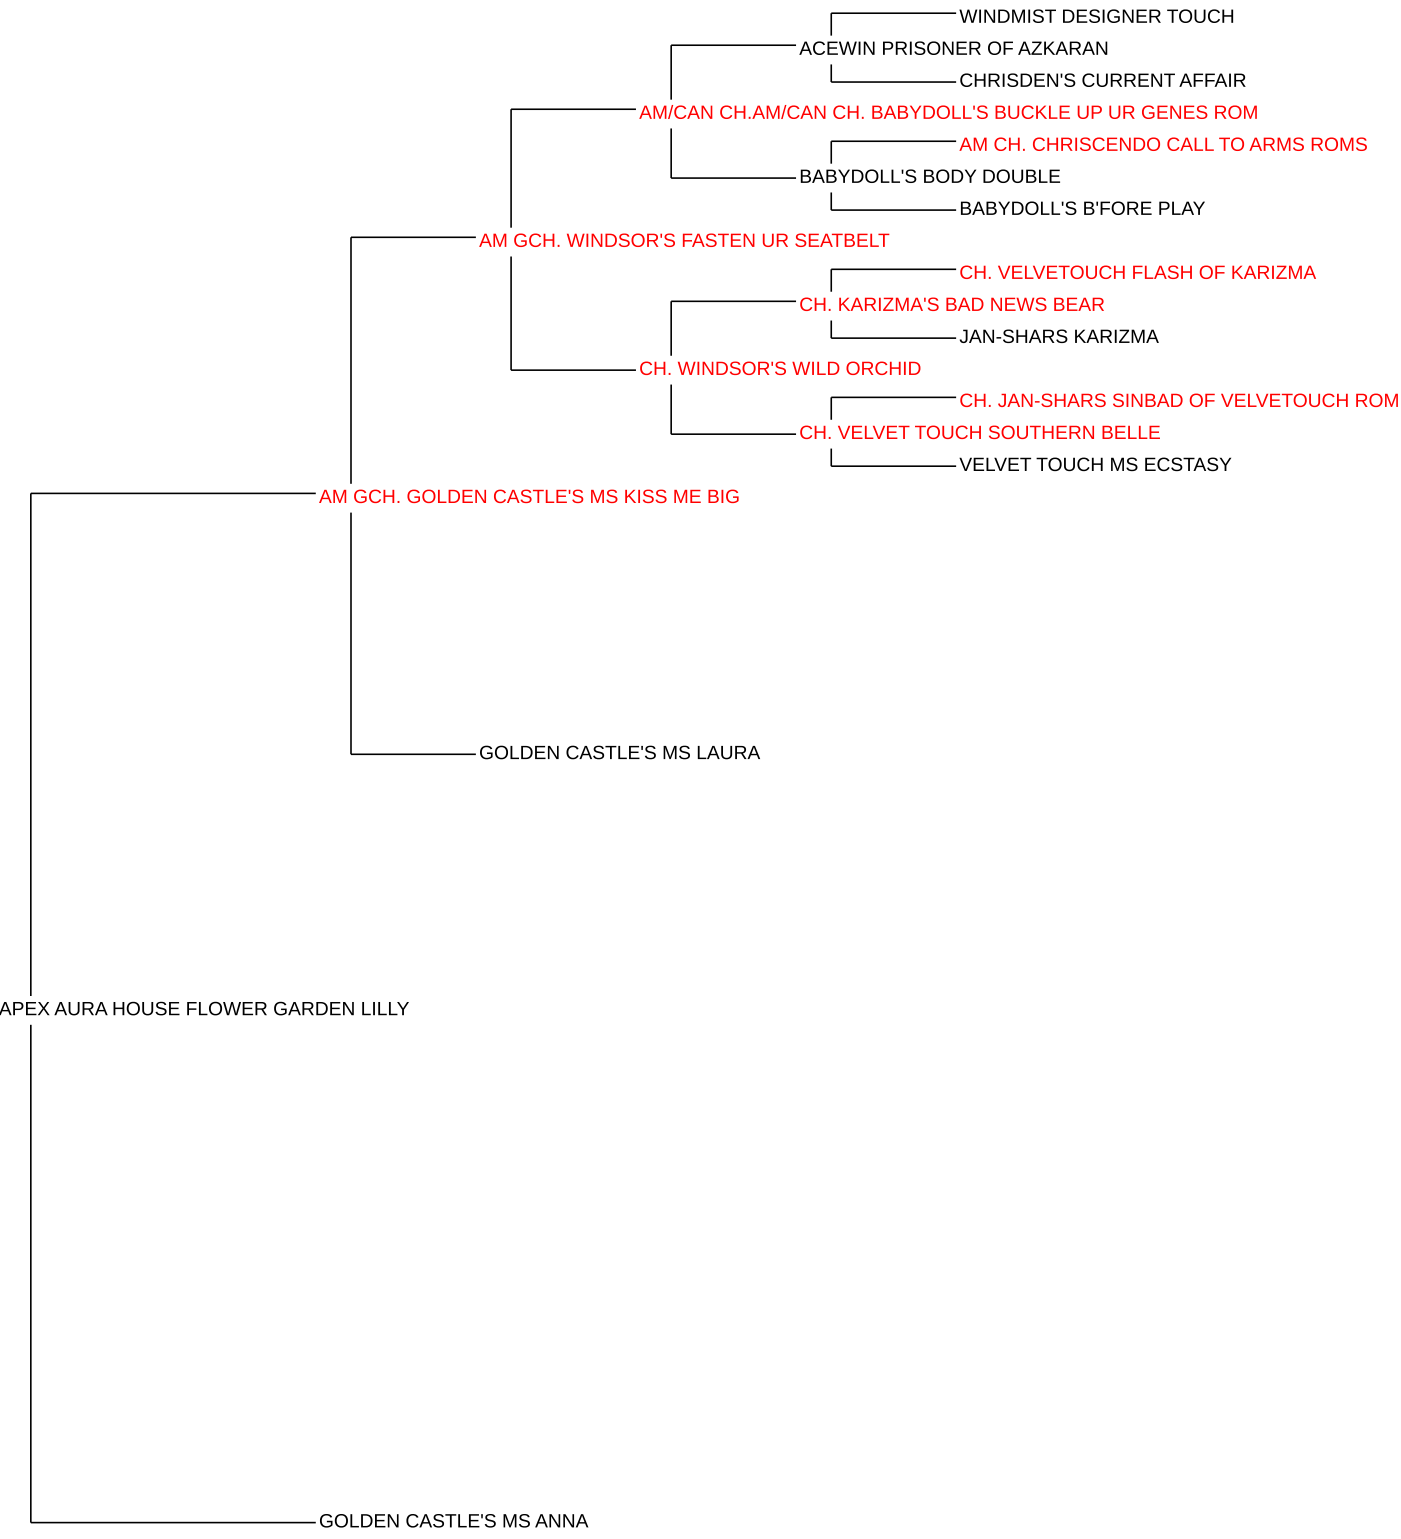 WINDMIST DESIGNER TOUCH
ACEWIN PRISONER OF AZKARAN
CHRISDEN'S CURRENT AFFAIR
AM/CAN CH.AM/CAN CH. BABYDOLL'S BUCKLE UP UR GENES ROM
AM CH. CHRISCENDO CALL TO ARMS ROMS
BABYDOLL'S BODY DOUBLE
BABYDOLL'S B'FORE PLAY
AM GCH. WINDSOR'S FASTEN UR SEATBELT
CH. VELVETOUCH FLASH OF KARIZMA
CH. KARIZMA'S BAD NEWS BEAR
JAN-SHARS KARIZMA
CH. WINDSOR'S WILD ORCHID
CH. JAN-SHARS SINBAD OF VELVETOUCH ROM
CH. VELVET TOUCH SOUTHERN BELLE
VELVET TOUCH MS ECSTASY
AM GCH. GOLDEN CASTLE'S MS KISS ME BIG
GOLDEN CASTLE'S MS LAURA
APEX AURA HOUSE FLOWER GARDEN LILLY
GOLDEN CASTLE'S MS ANNA